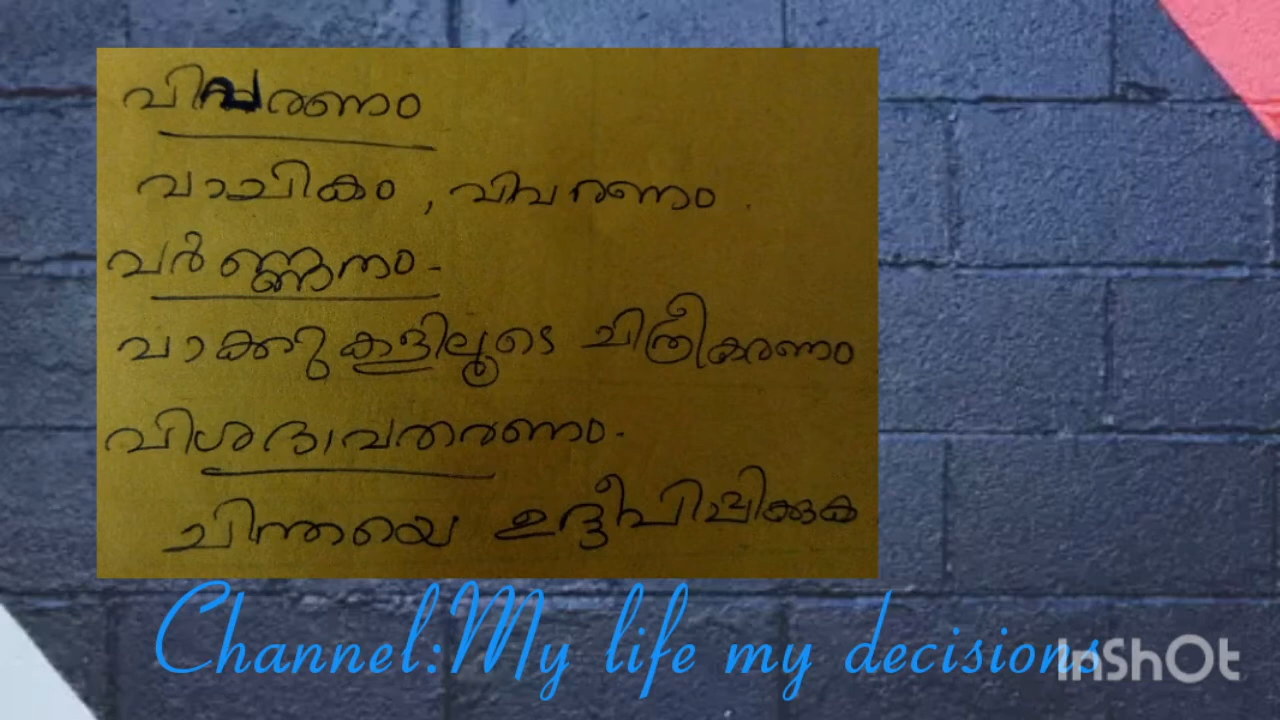 വിവരണം
വാചികം, വിവരണം.
വർണ്ണനം-
വാക്കുകളിലൂടെ ചിത്രീകരണം
വിശദാവതരണം-
ചിന്തയെ ഉദ്ദീപിപ്പിക്കുക
Channel:My life my decisions
InShOt